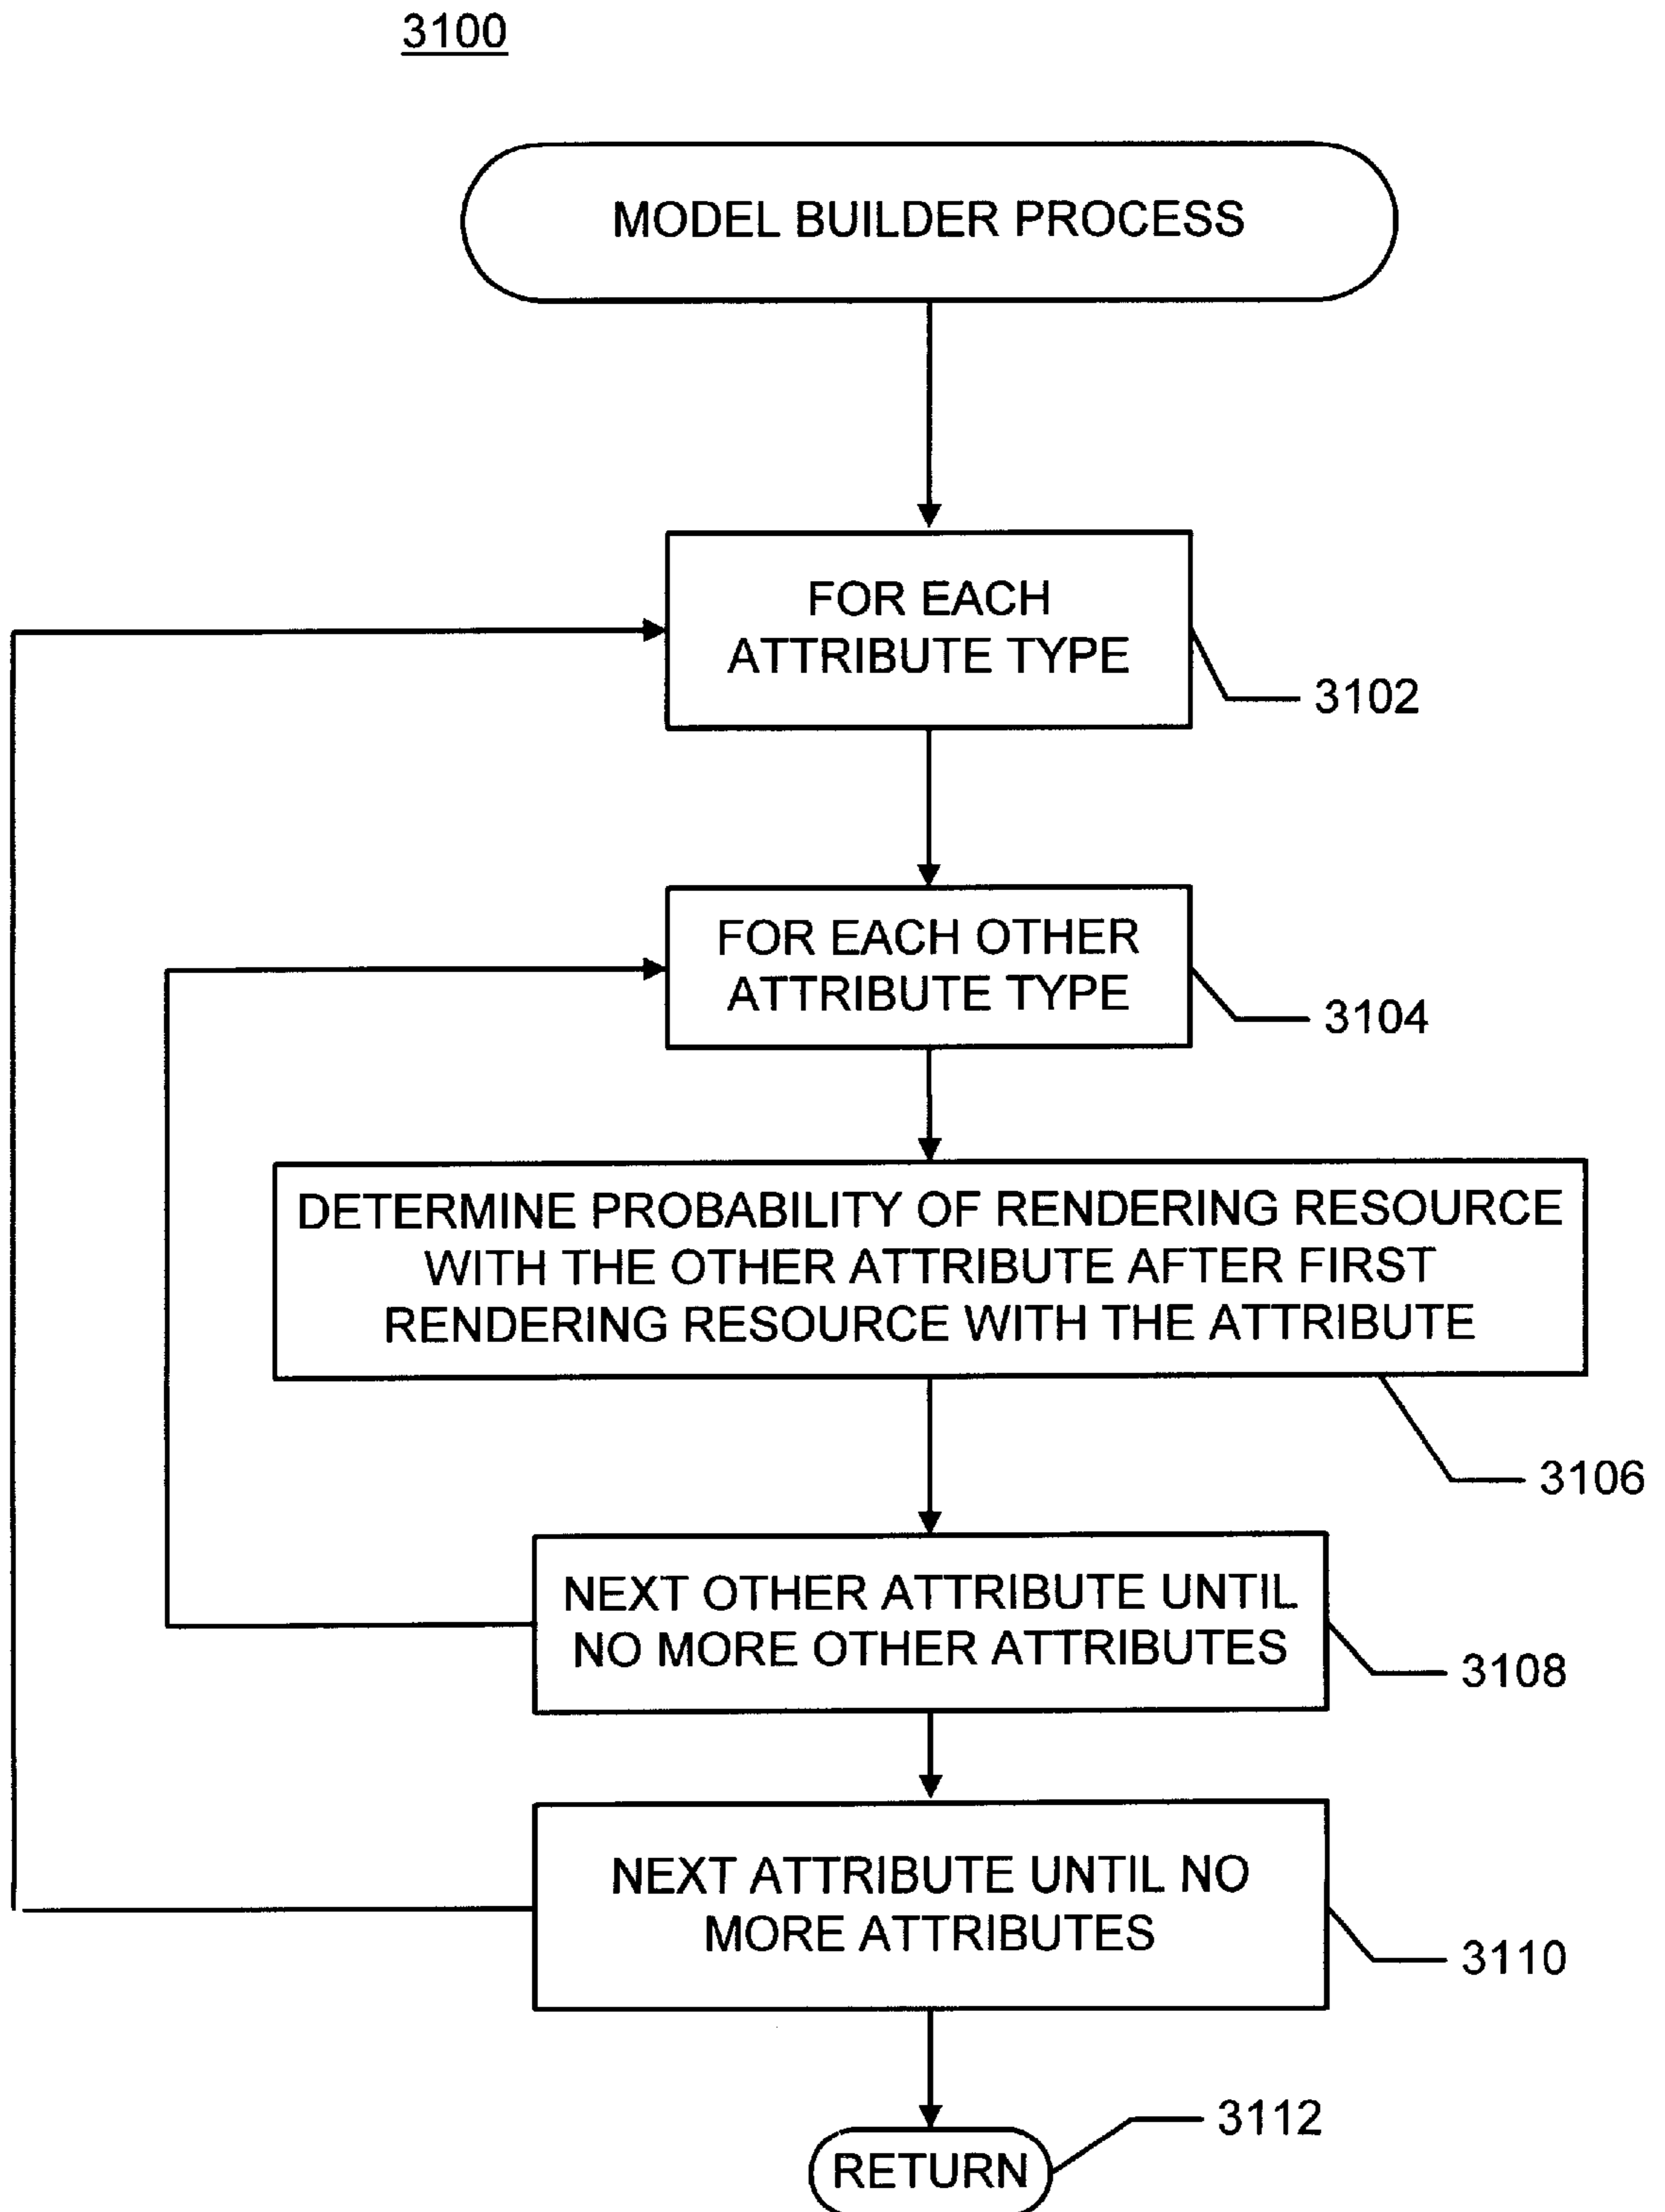 3100
MODEL BUILDER PROCESS
FOR EACH
ATTRIBUTE TYPE
3102
FOR EACH OTHER
ATTRIBUTE TYPE
3104
DETERMINE PROBABILITY OF RENDERING RESOURCE
WITH THE OTHER ATTRIBUTE AFTER FIRST
RENDERING RESOURCE WITH THE ATTRIBUTE
3106
NEXT OTHER ATTRIBUTE UNTIL
NO MORE OTHER ATTRIBUTES
3108
NEXT ATTRIBUTE UNTIL NO
MORE ATTRIBUTES
3110
3112
RETURN